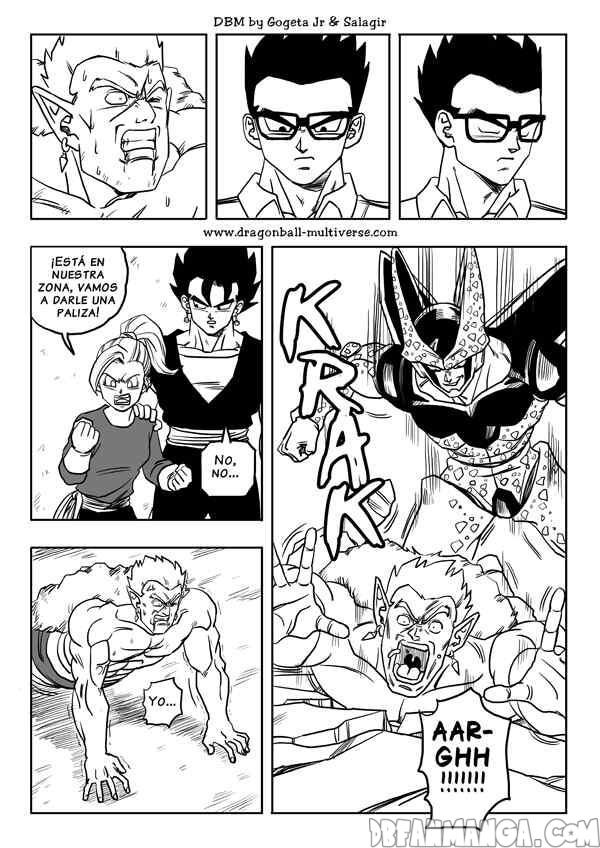 DBM by Gogeta Jr & Salagir
www.dragonball-multiverse.com
¡ESTÁ EN
NUESTRA
ZONA, VAMOS
A DARLE UNA
PALIZA!
NO,
NO...
KRAK
YO...
AAR-
GHH
!!!!!!!
DBFANMANGA.COM